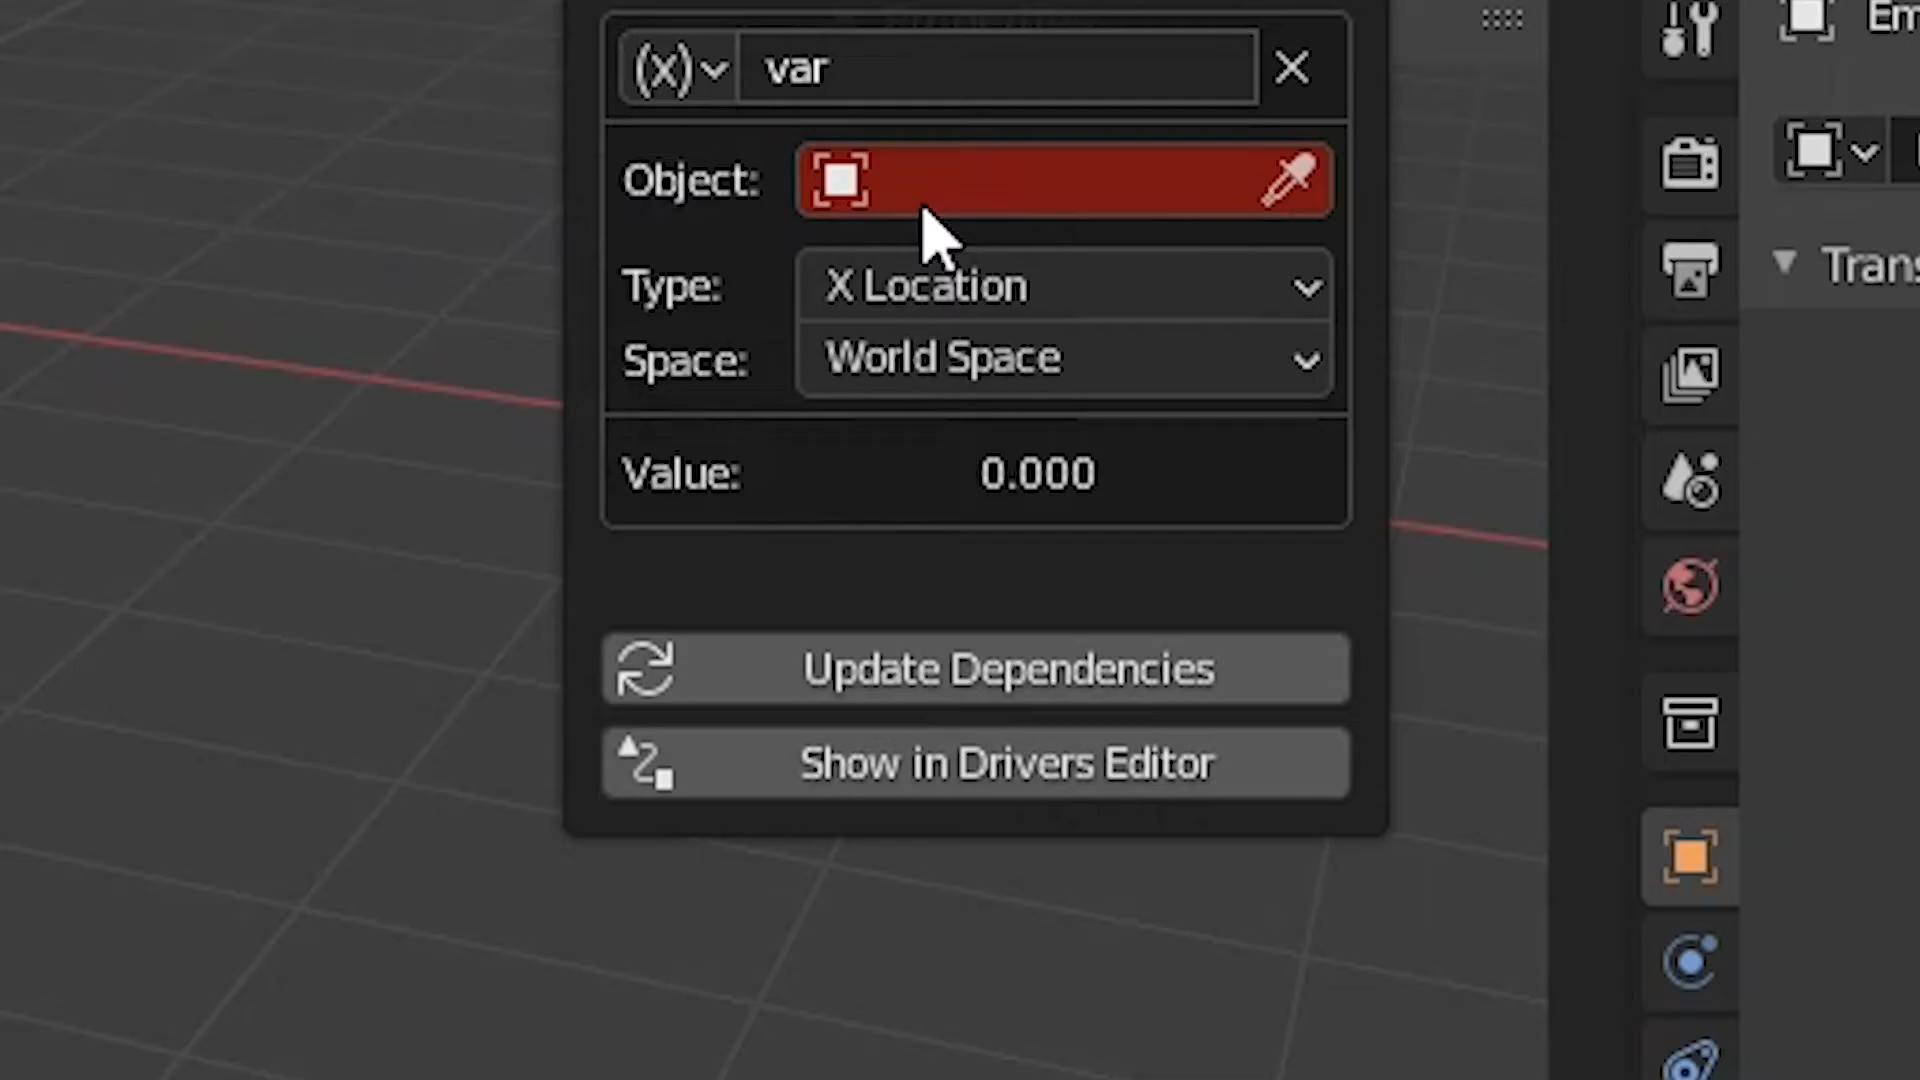 Em
(x) var
Object:
Type: X Location
Trans
Space: World Space
Value: 0.000
Update Dependencies
Show in Drivers Editor